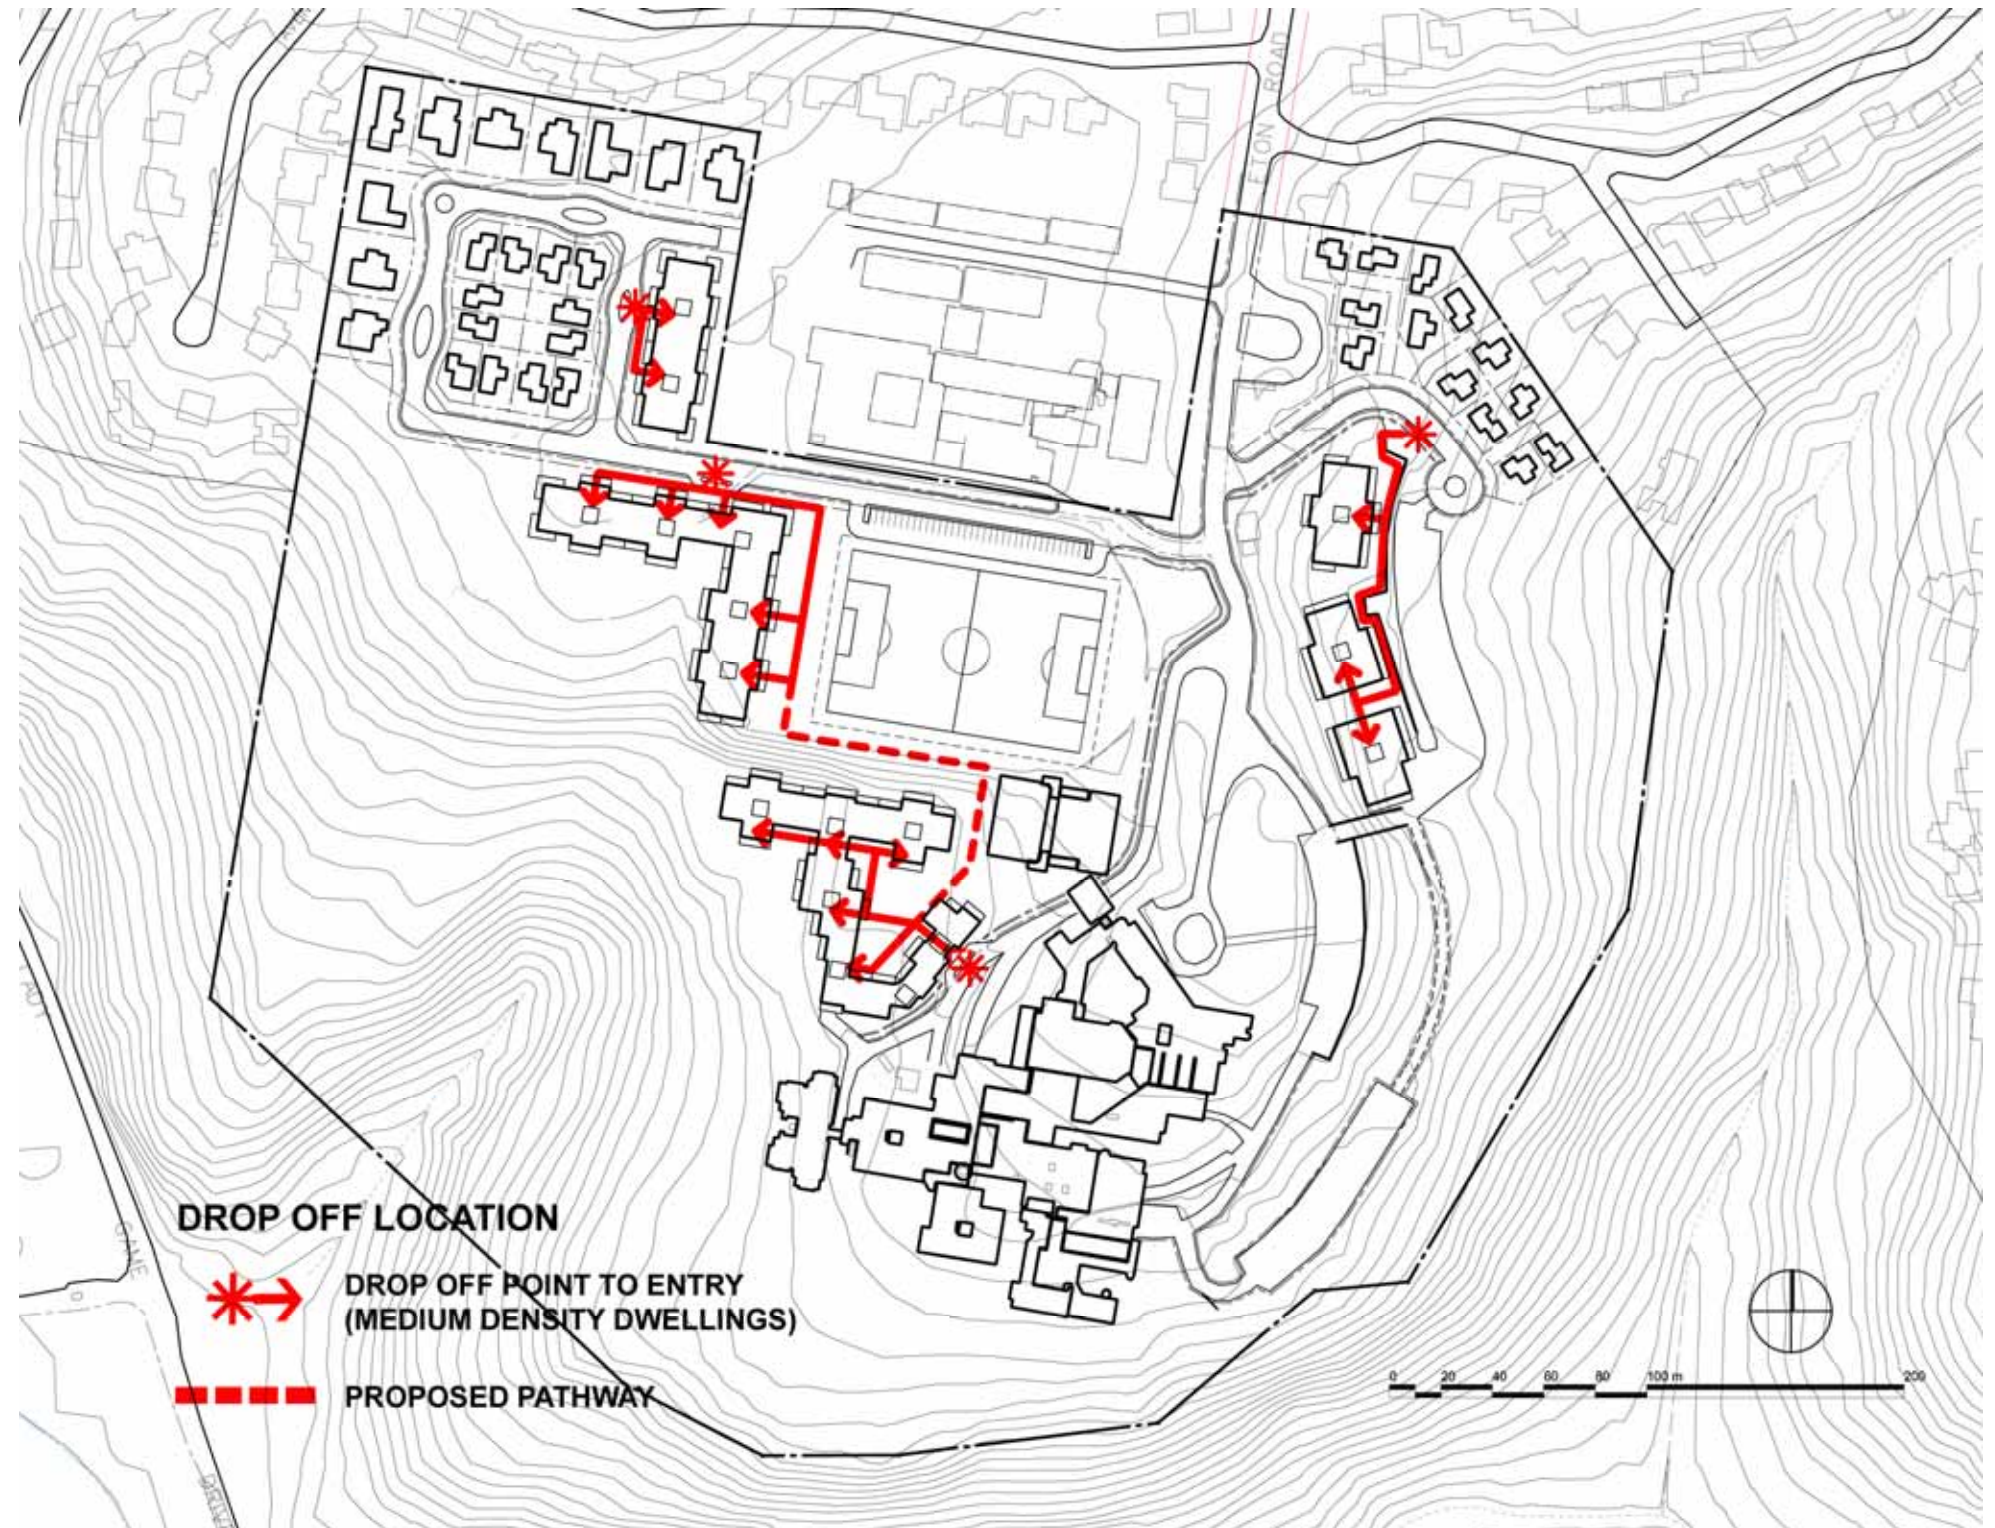 ROAD
ETON
DROP OFF LOCATION
DROP OFF POINT TO ENTRY
(MEDIUM DENSITY DWELLINGS)
PROPOSED PATHWAY
0 20 40 60 80 100 m 200